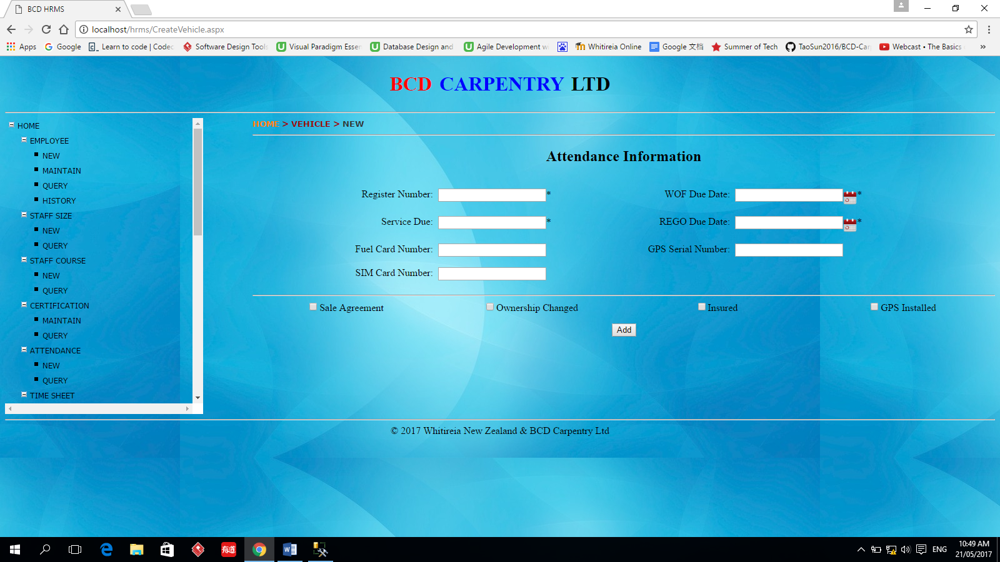 BCD HRMS
localhost/hrms/CreateVehicle.aspx
Apps Google Learn to code | Codec Software Design Tools Visual Paradigm Essen Database Design and Agile Development w Whitireia Online Google 文档 Summer of Tech TaoSun2016/BCD-Car Webcast • The Basics »
BCD CARPENTRY LTD
HOME > VEHICLE > NEW
HOME
EMPLOYEE
NEW
MAINTAIN
QUERY
HISTORY
STAFF SIZE
NEW
QUERY
STAFF COURSE
NEW
QUERY
CERTIFICATION
MAINTAIN
QUERY
ATTENDANCE
NEW
QUERY
TIME SHEET
Attendance Information
Register Number: * WOF Due Date: *
Service Due: * REGO Due Date: *
Fuel Card Number: GPS Serial Number:
SIM Card Number:
Sale Agreement Ownership Changed Insured GPS Installed
Add
© 2017 Whitireia New Zealand & BCD Carpentry Ltd
有道
ENG
10:49 AM
21/05/2017